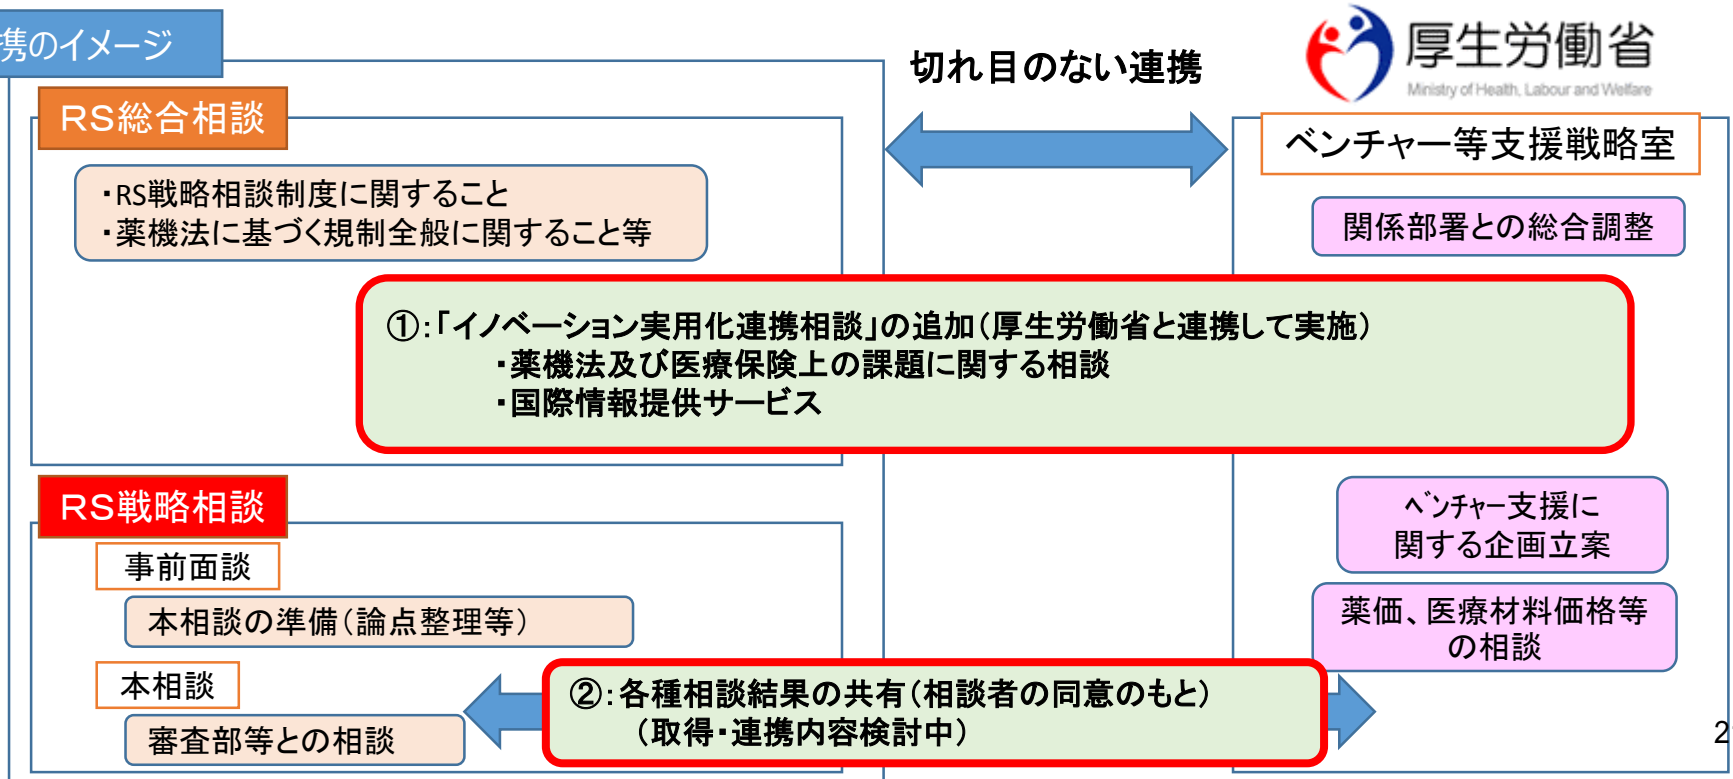 携のイメージ
切れ目のない連携
厚生労働省
Ministry of Health, Labour and Welfare
RS総合相談
・RS戦略相談制度に関すること
・薬機法に基づく規制全般に関すること等
ベンチャー等支援戦略室
関係部署との総合調整
①:「イノベーション実用化連携相談」の追加(厚生労働省と連携して実施)
・薬機法及び医療保険上の課題に関する相談
・国際情報提供サービス
RS戦略相談
事前面談
本相談の準備(論点整理等)
本相談
審査部等との相談
ベンチャー支援に
関する企画立案
薬価、医療材料価格等
の相談
②:各種相談結果の共有(相談者の同意のもと)
(取得・連携内容検討中)
2